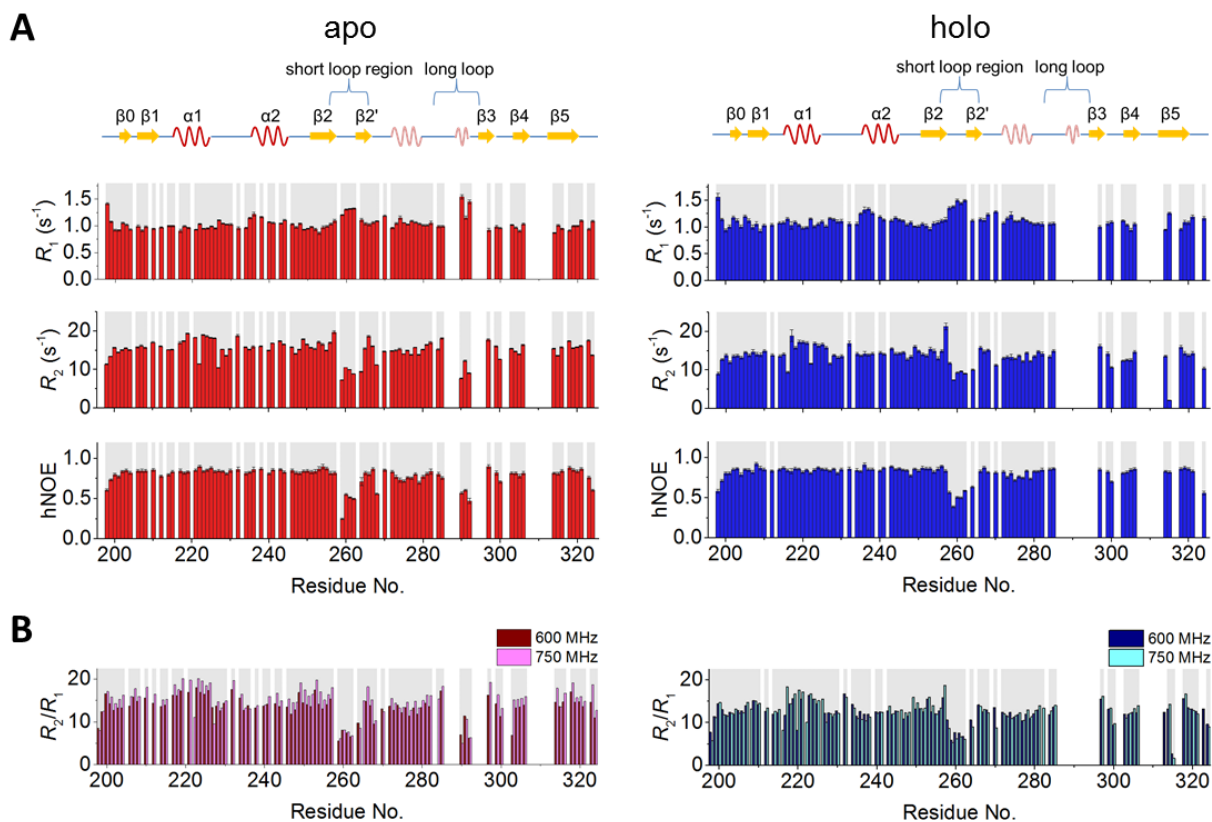 A
apo
holo
short loop region
long loop
β0 β1 α1 α2 β2 β2' β3 β4 β5
short loop region
long loop
β0 β1 α1 α2 β2 β2' β3 β4 β5
R1 (s-1)
1.5
1.0
0.5
0.0
R1 (s-1)
1.5
1.0
0.5
0.0
R2 (s-1)
20
10
0
R2 (s-1)
20
10
0
hNOE
1.0
0.5
0.0
200 220 240 260 280 300 320
Residue No.
hNOE
1.0
0.5
0.0
200 220 240 260 280 300 320
Residue No.
B
600 MHz
750 MHz
R2/R1
20
10
0
200 220 240 260 280 300 320
Residue No.
600 MHz
750 MHz
R2/R1
20
10
0
200 220 240 260 280 300 320
Residue No.